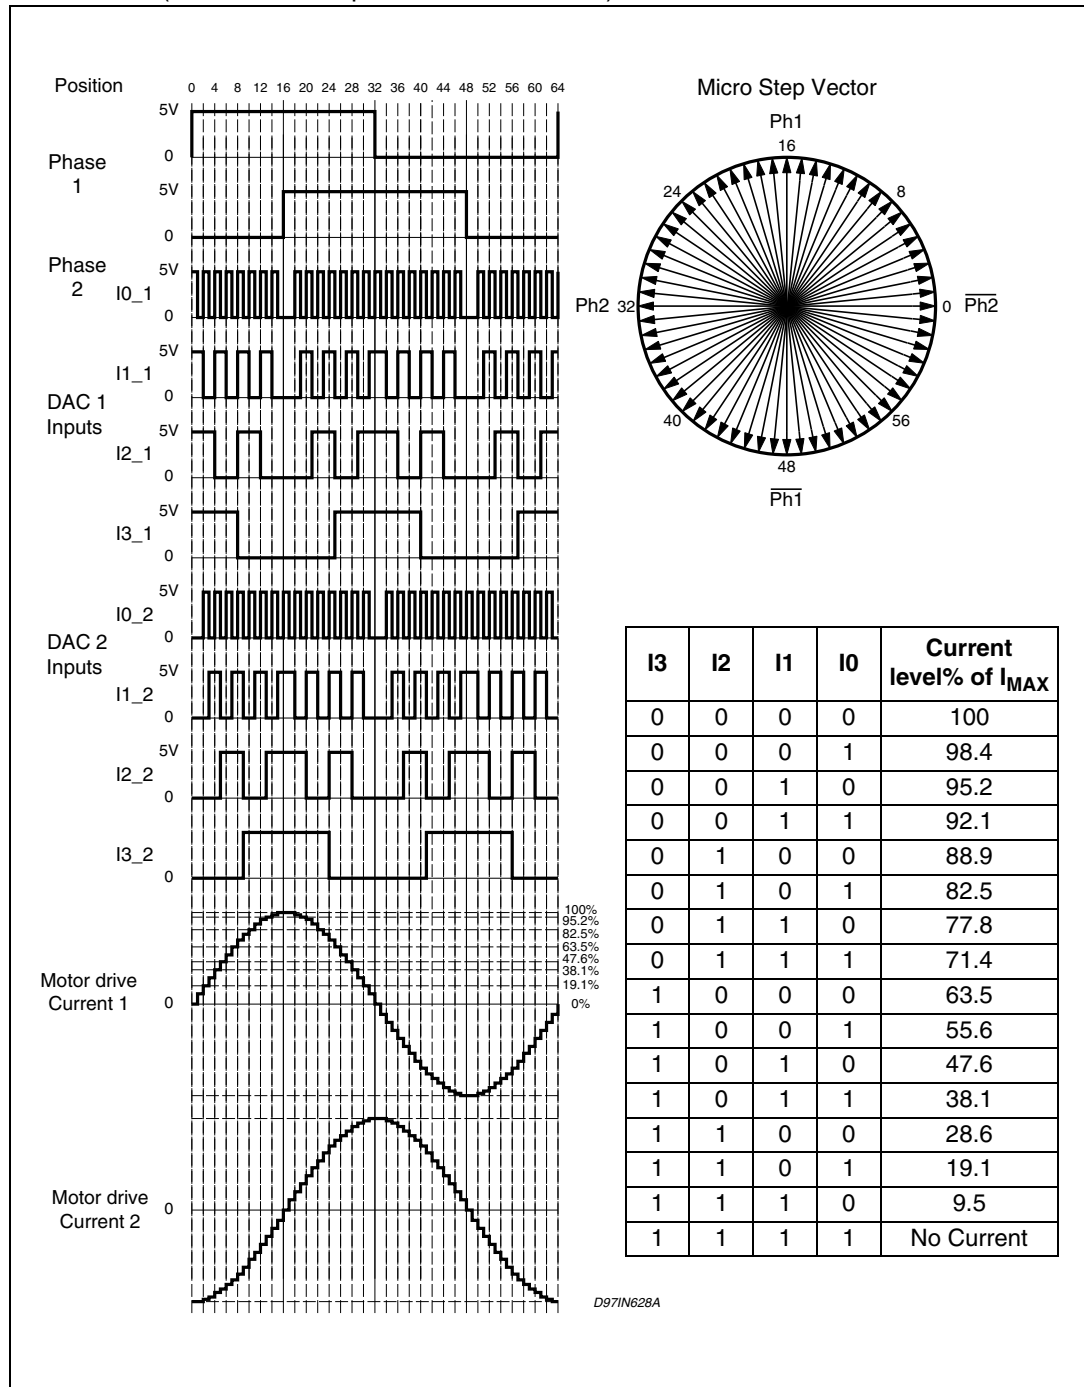 Position
0 4 8 12 16 20 24 28 32 36 40 44 48 52 56 60 64
5V
0
Phase
1
5V
0
Phase
2
I0_1
5V
0
I1_1
5V
0
DAC 1
Inputs
I2_1
5V
0
I3_1
5V
0
I0_2
5V
0
DAC 2
Inputs
I1_2
5V
0
I2_2
5V
0
I3_2
0
100%
95.2%
82.5%
63.5%
47.6%
38.1%
19.1%
0%
Motor drive
Current 1
0
Motor drive
Current 2
0
Micro Step Vector
Ph1
16
24
8
Ph2 32
0 Ph2
40
56
48
Ph1
I3 I2 I1 I0 Current level% of IMAX
0 0 0 0 100
0 0 0 1 98.4
0 0 1 0 95.2
0 0 1 1 92.1
0 1 0 0 88.9
0 1 0 1 82.5
0 1 1 0 77.8
0 1 1 1 71.4
1 0 0 0 63.5
1 0 0 1 55.6
1 0 1 0 47.6
1 0 1 1 38.1
1 1 0 0 28.6
1 1 0 1 19.1
1 1 1 0 9.5
1 1 1 1 No Current
D97IN628A